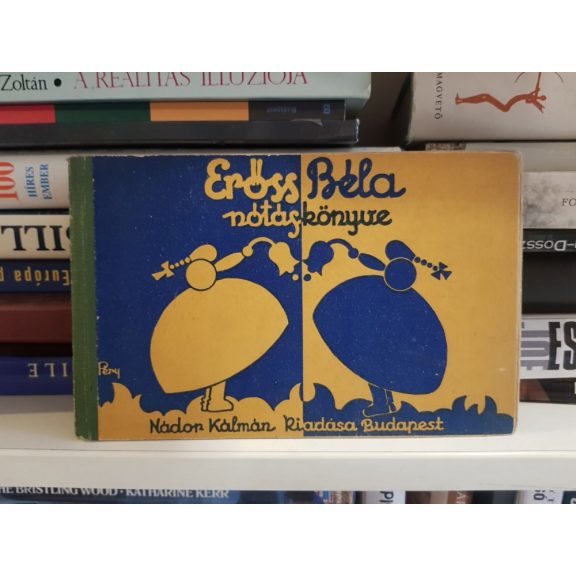 Zoltán • A REALITÁS ILLÚZIÓJA
MAGVETŐ
100
HÍRES
EMBER
Erőss Béla
nótáskönyve
Pery
Nádor Kálmán Kiadása Budapest
Európa
THE BRISTLING WOOD • KATHARINE KERR